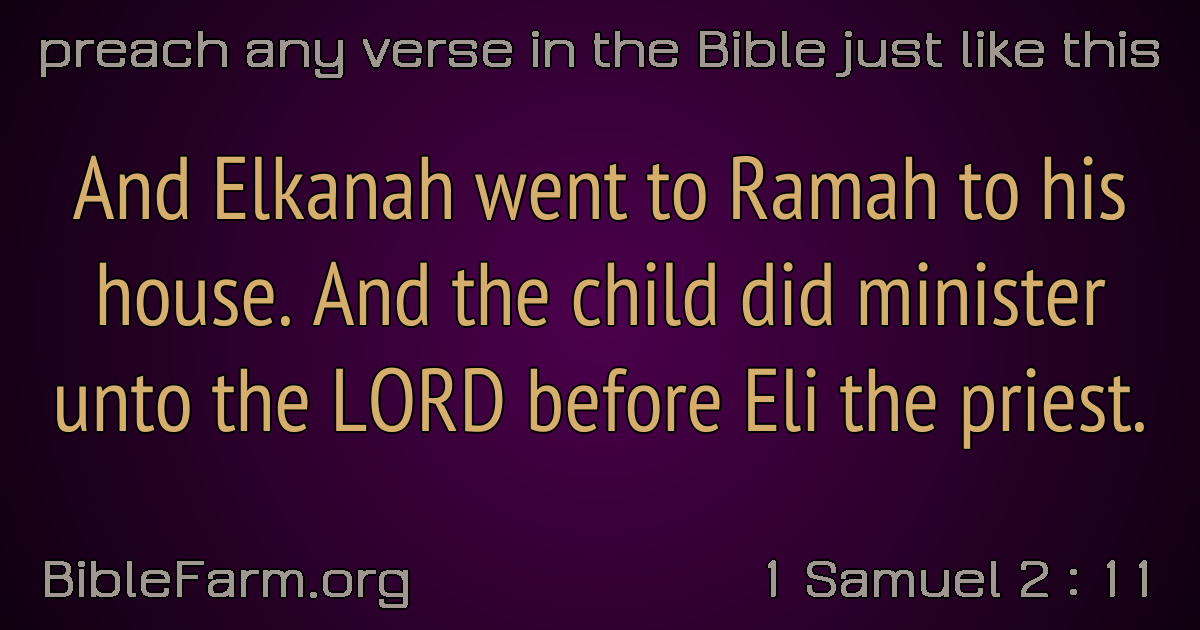 preach any verse in the Bible just like this
And Elkanah went to Ramah to his
house. And the child did minister
unto the LORD before Eli the priest.
BibleFarm.org
1 Samuel 2 : 11